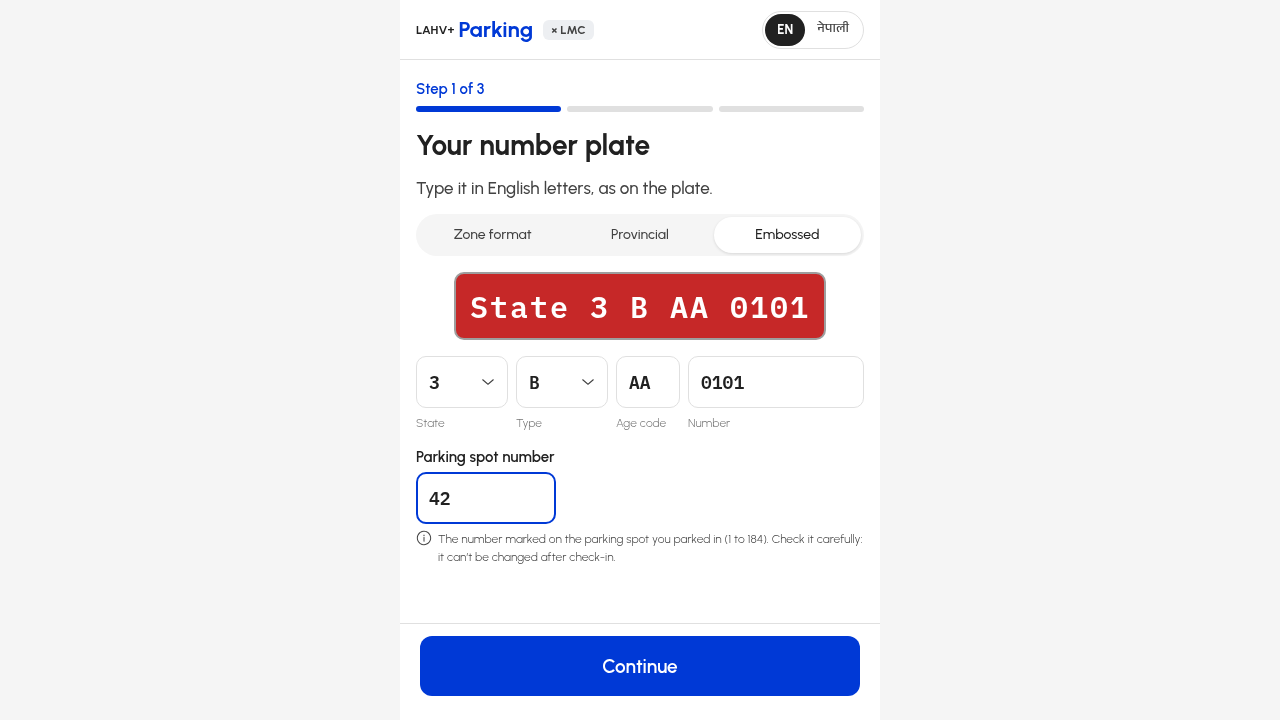 LAHV+ Parking × LMC EN नेपाली
Step 1 of 3
Your number plate
Type it in English letters, as on the plate.
Zone format Provincial Embossed
State 3 B AA 0101
3 B AA 0101
State Type Age code Number
Parking spot number
42
The number marked on the parking spot you parked in (1 to 184). Check it carefully:
it can't be changed after check-in.
Continue